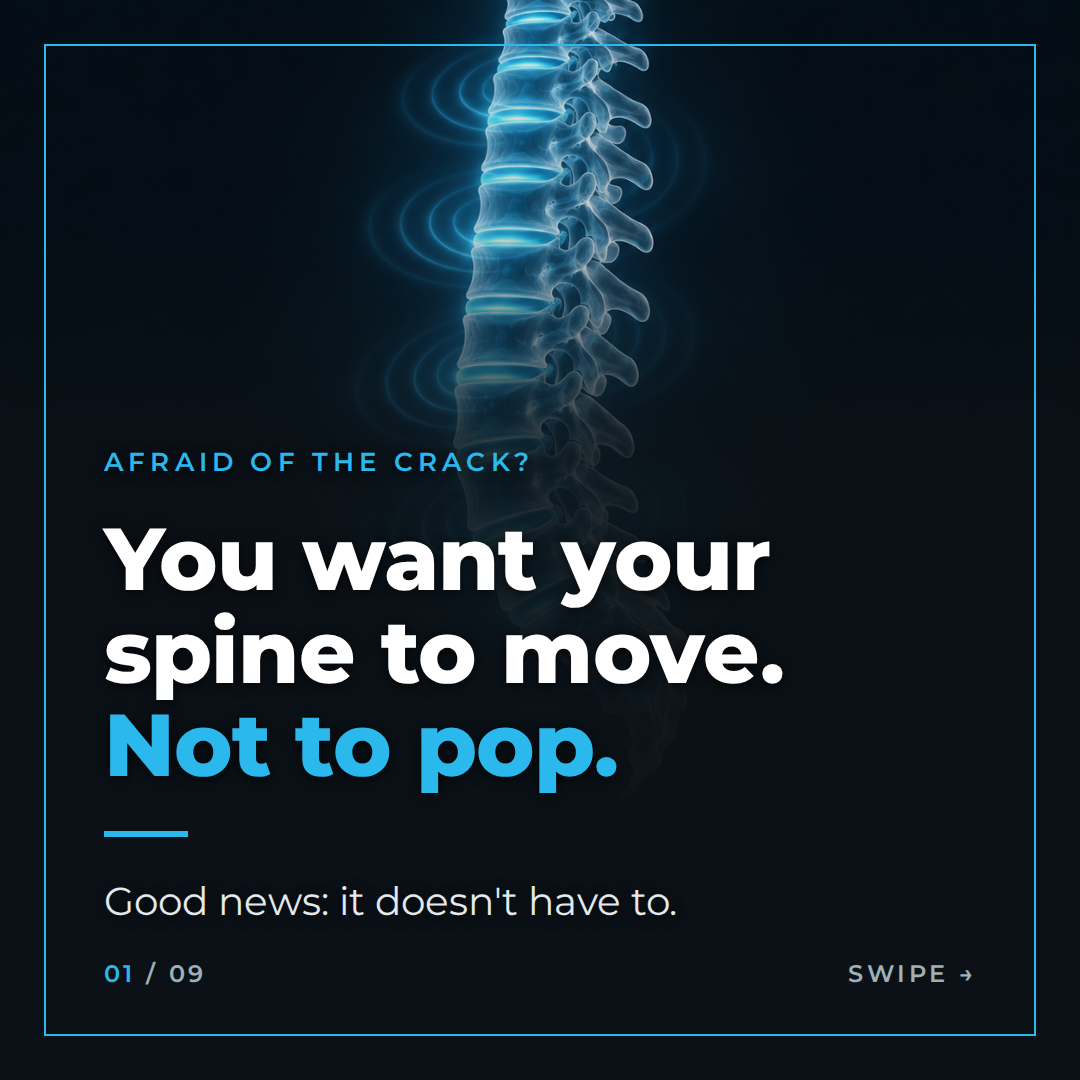 AFRAID OF THE CRACK?
You want your
spine to move.
Not to pop.
Good news: it doesn't have to.
01 / 09
SWIPE →